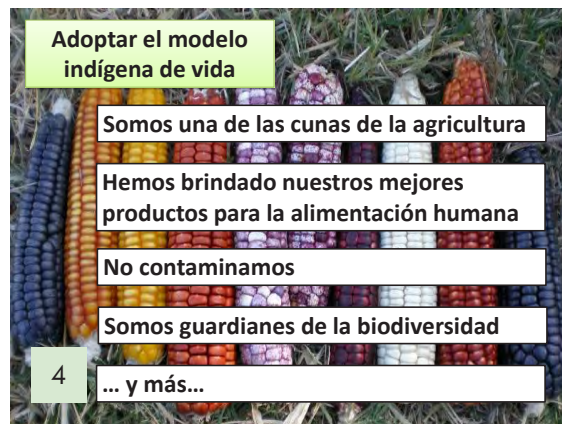 Adoptar el modelo
indígena de vida
Somos una de las cunas de la agricultura
Hemos brindado nuestros mejores
productos para la alimentación humana
No contaminamos
Somos guardianes de la biodiversidad
4
… y más…